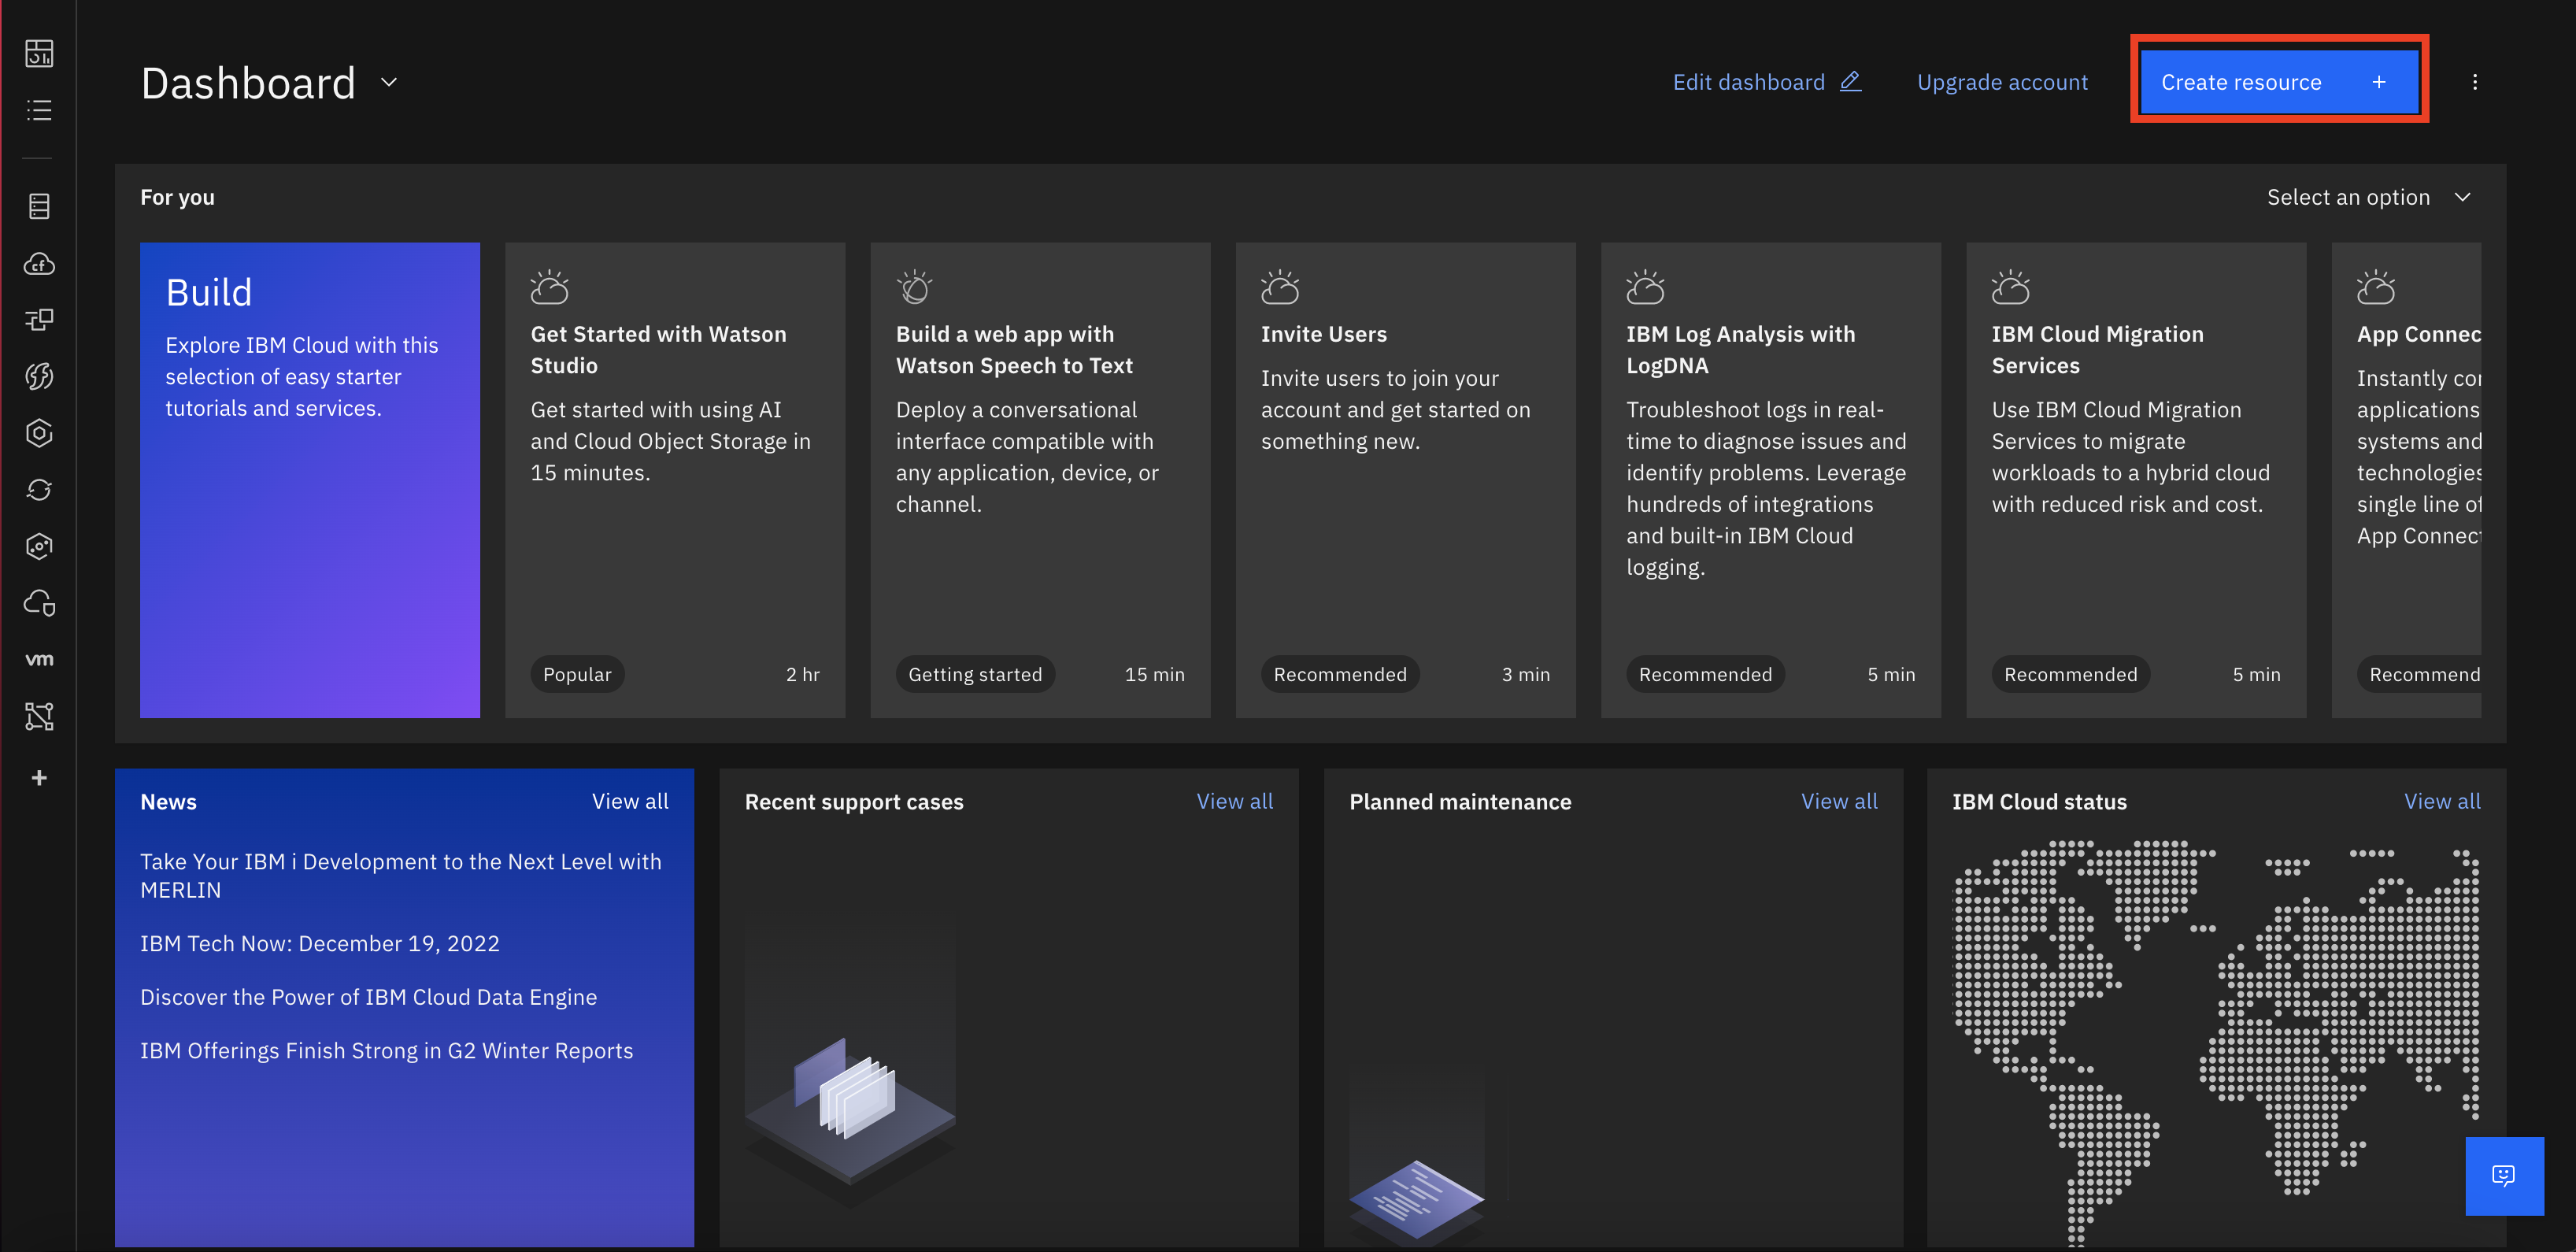 Dashboard
Edit dashboard
Upgrade account
Create resource +
For you
Select an option
Build
Explore IBM Cloud with this
selection of easy starter
tutorials and services.
Get Started with Watson
Studio
Get started with using AI
and Cloud Object Storage in
15 minutes.
Popular
2 hr
Build a web app with
Watson Speech to Text
Deploy a conversational
interface compatible with
any application, device, or
channel.
Getting started
15 min
Invite Users
Invite users to join your
account and get started on
something new.
Recommended
3 min
IBM Log Analysis with
LogDNA
Troubleshoot logs in real-
time to diagnose issues and
identify problems. Leverage
hundreds of integrations
and built-in IBM Cloud
logging.
Recommended
5 min
IBM Cloud Migration
Services
Use IBM Cloud Migration
Services to migrate
workloads to a hybrid cloud
with reduced risk and cost.
Recommended
5 min
App Connec
Instantly co
applications
systems and
technologies
single line of
App Connect
Recommend
cf
vm
News
View all
Take Your IBM i Development to the Next Level with
MERLIN
IBM Tech Now: December 19, 2022
Discover the Power of IBM Cloud Data Engine
IBM Offerings Finish Strong in G2 Winter Reports
Recent support cases
View all
Planned maintenance
View all
IBM Cloud status
View all